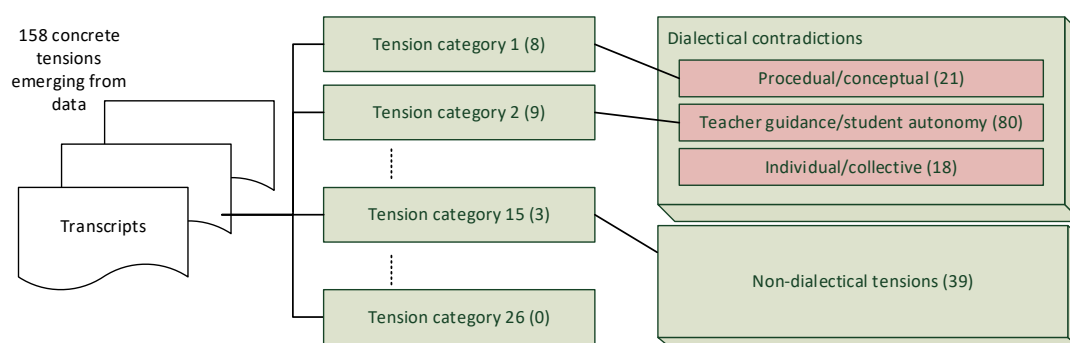 158 concrete
tensions
emerging from
data
Transcripts
Tension category 1 (8)
Tension category 2 (9)
Tension category 15 (3)
Tension category 26 (0)
Dialectical contradictions
Procedual/conceptual (21)
Teacher guidance/student autonomy (80)
Individual/collective (18)
Non-dialectical tensions (39)